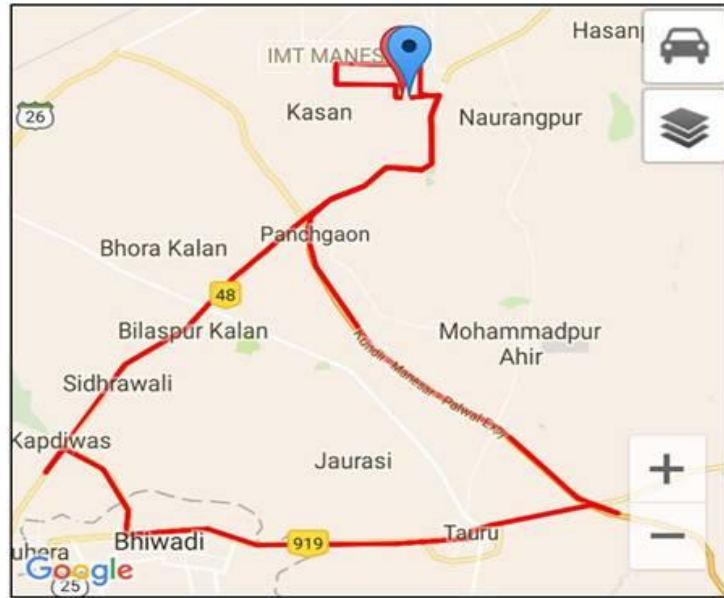 Hasanp
IMT MANES
26
Kasan
Naurangpur
Panchgaon
Bhora Kalan
48
Bilaspur Kalan
Mohammadpur
Ahir
Kundli - Manesar - Palwal Expy
Sidhrawali
Kapdiwas
Jaurasi
Tauru
Bhiwadi
919
uhera
Google
25
+
−